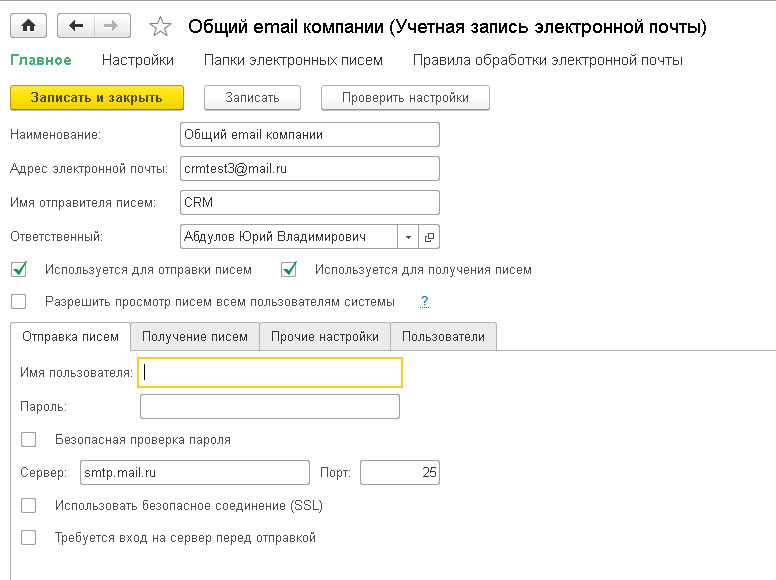 Общий email компании (Учетная запись электронной почты)
Главное Настройки Папки электронных писем Правила обработки электронной почты
Записать и закрыть Записать Проверить настройки
Наименование: Общий email компании
Адрес электронной почты: crmtest3@mail.ru
Имя отправителя писем: CRM
Ответственный: Абдулов Юрий Владимирович
Используется для отправки писем Используется для получения писем
Разрешить просмотр писем всем пользователям системы ?
Отправка писем Получение писем Прочие настройки Пользователи
Имя пользователя:
Пароль:
Безопасная проверка пароля
Сервер: smtp.mail.ru Порт: 25
Использовать безопасное соединение (SSL)
Требуется вход на сервер перед отправкой